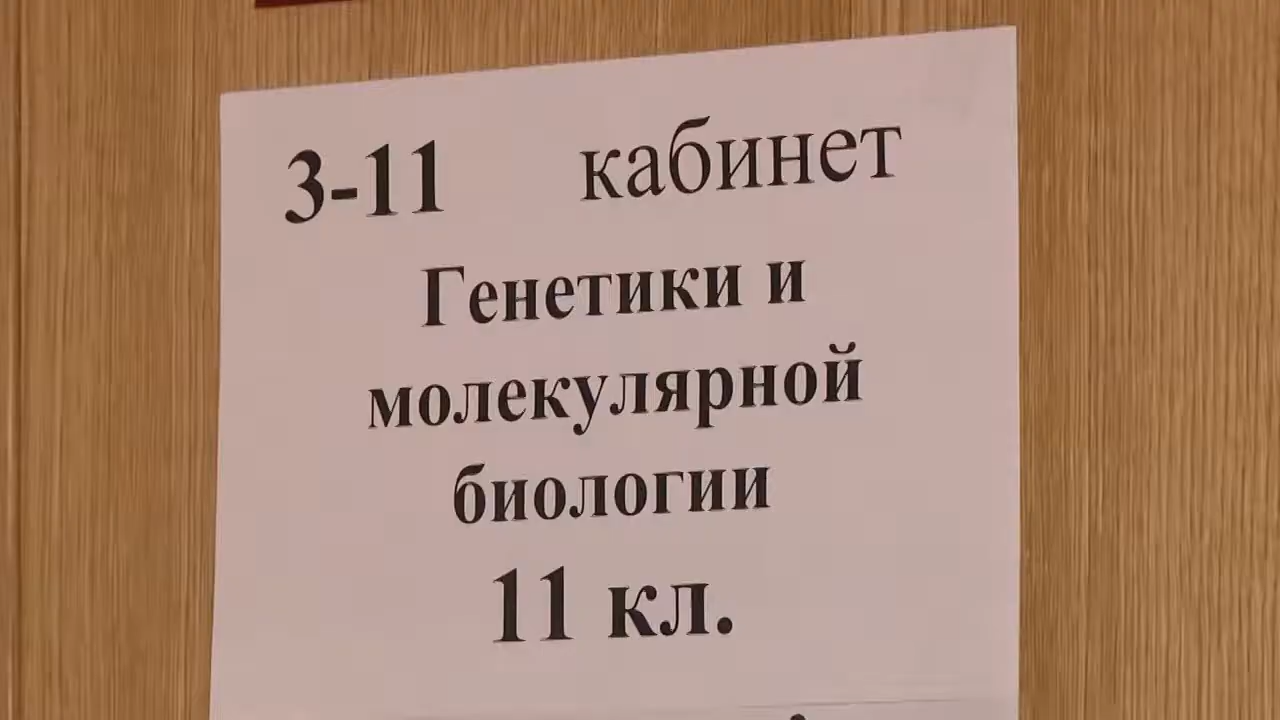 3-11 кабинет
Генетики и
молекулярной
биологии
11 кл.